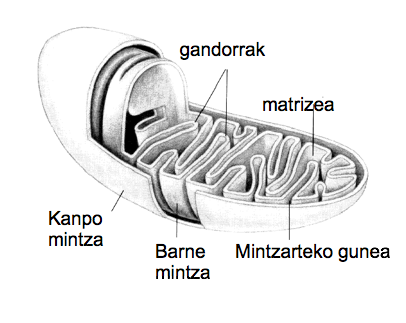 gandorrak
matrizea
Kanpo
mintza
Barne
mintza
Mintzarteko gunea